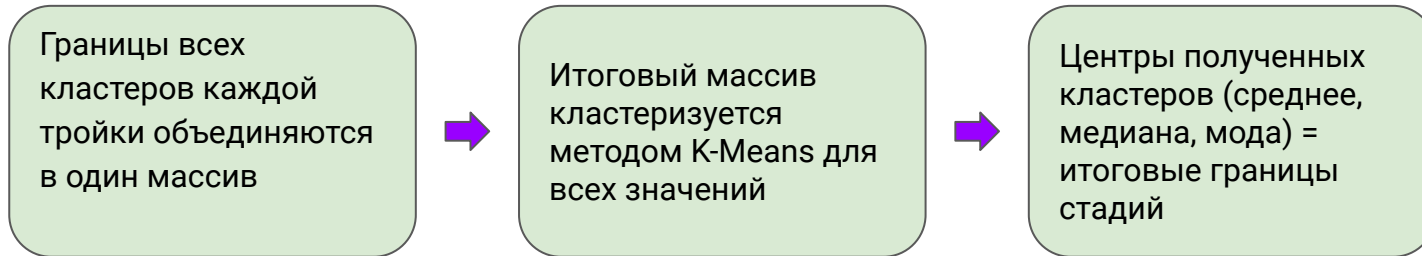 Границы всех
кластеров каждой
тройки объединяются
в один массив
Итоговый массив
кластеризуется
методом K-Means для
всех значений
Центры полученных
кластеров (среднее,
медиана, мода) =
итоговые границы
стадий